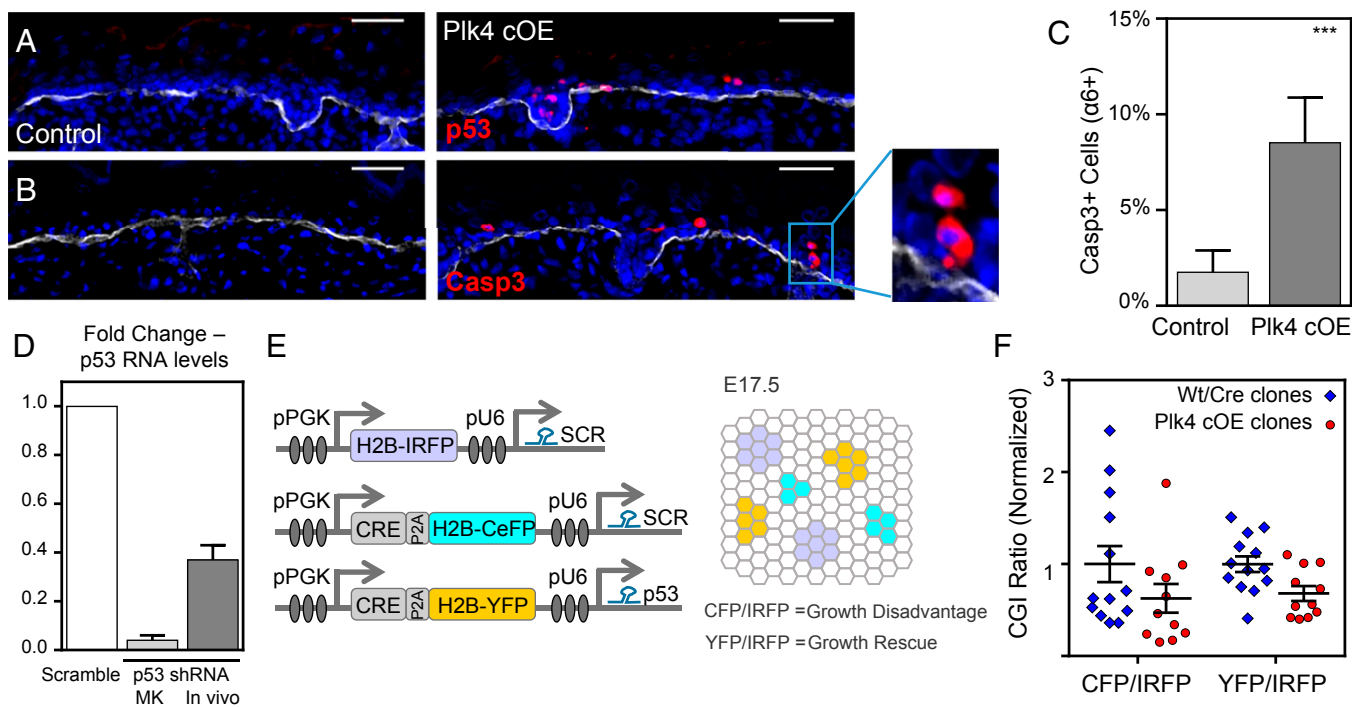 A
Control
Plk4 cOE
p53
B
Casp3
C
15%
10%
5%
0%
Casp3+ Cells (α6+)
***
Control
Plk4 cOE
D
Fold Change –
p53 RNA levels
1.0
0.8
0.6
0.4
0.2
0.0
Scramble
p53 shRNA
MK
In vivo
E
pPGK
H2B-IRFP
pU6
SCR
pPGK
CRE
P2A
H2B-CeFP
pU6
SCR
pPGK
CRE
P2A
H2B-YFP
pU6
p53
E17.5
CFP/IRFP =Growth Disadvantage
YFP/IRFP =Growth Rescue
F
3
2
1
0
CGI Ratio (Normalized)
Wt/Cre clones
Plk4 cOE clones
CFP/IRFP
YFP/IRFP